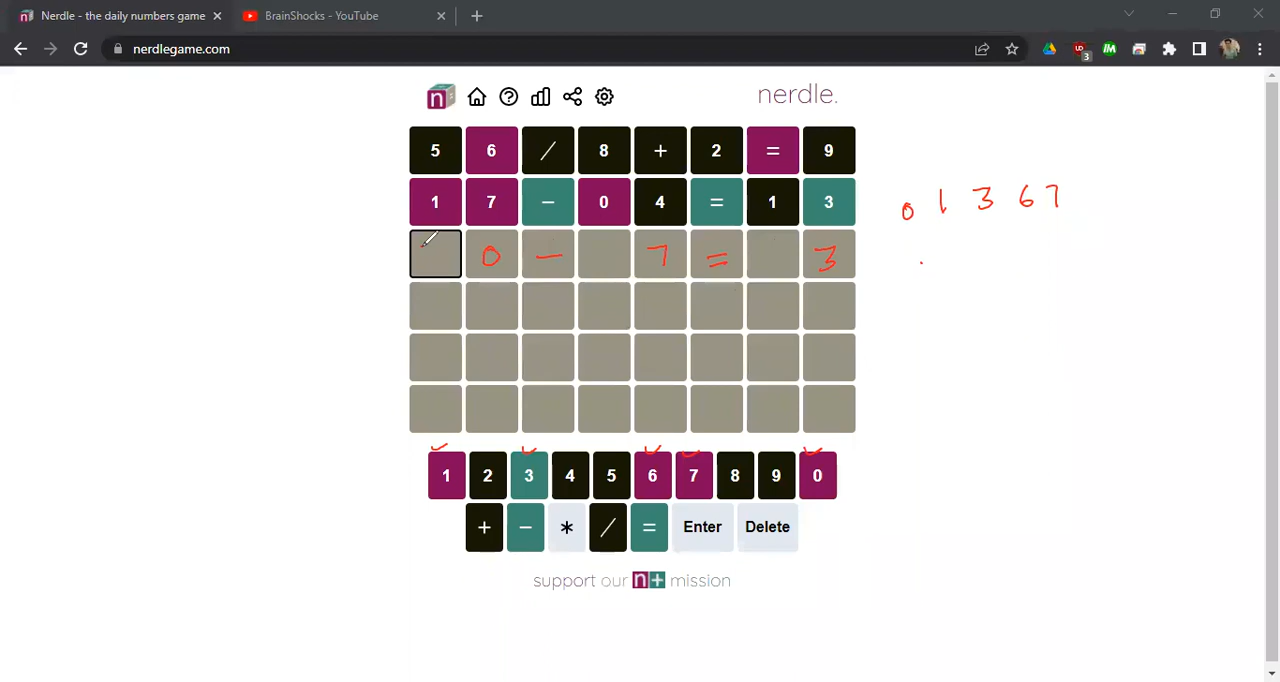 Nerdle - the daily numbers game
BrainShocks - YouTube
nerdlegame.com
3
n
nerdle.
5 6 / 8 + 2 = 9
1 7 - 0 4 = 1 3
0 1 3 6 7
0 - 7 = 3
1 2 3 4 5 6 7 8 9 0
+ - * / = Enter Delete
support our n+ mission